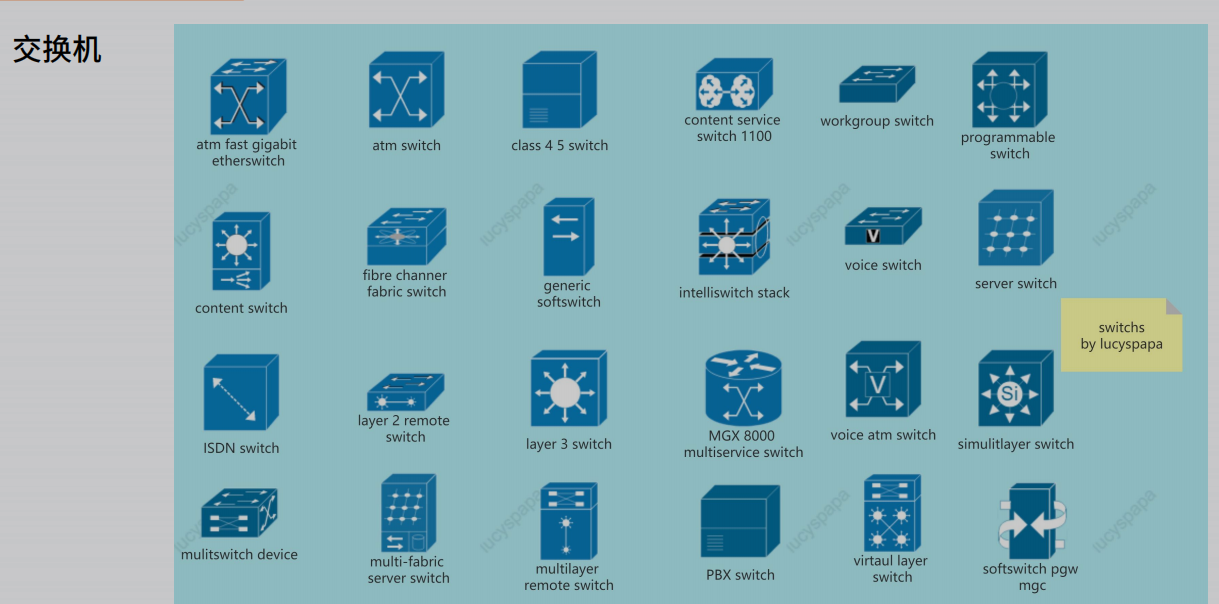 交换机
atm fast gigabit
etherswitch
atm switch
class 4 5 switch
content service
switch 1100
workgroup switch
programmable
switch
content switch
fibre channer
fabric switch
generic
softswitch
intelliswitch stack
V
voice switch
server switch
switchs
by lucyspapa
ISDN switch
layer 2 remote
switch
layer 3 switch
MGX 8000
multiservice switch
V
voice atm switch
Si
simulitlayer switch
mulitswitch device
multi-fabric
server switch
multilayer
remote switch
PBX switch
virtaul layer
switch
softswitch pgw
mgc
lucyspapa
lucyspapa
lucyspapa
lucyspapa
lucyspapa
lucyspapa
lucyspapa
lucyspapa